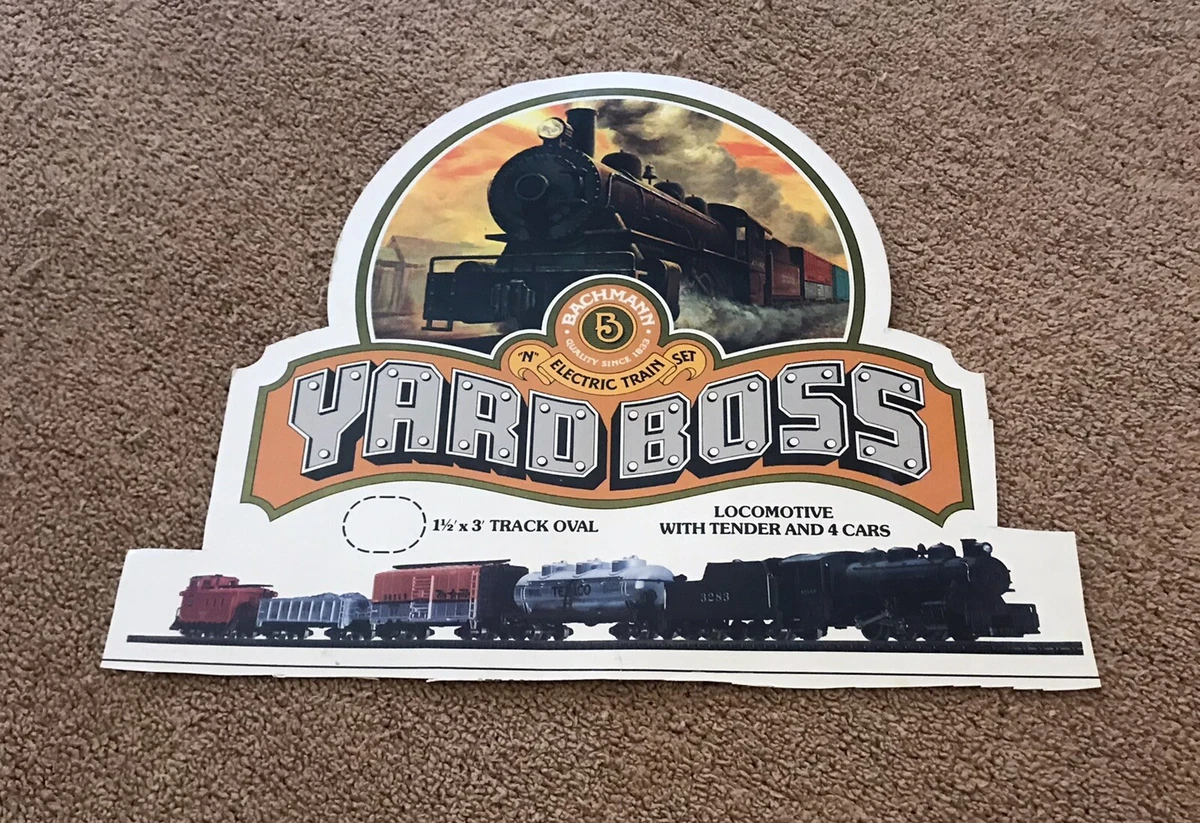 BACHMANN
B
QUALITY SINCE 1833
"N" ELECTRIC TRAIN SET
YARD BOSS
1½' x 3' TRACK OVAL
LOCOMOTIVE
WITH TENDER AND 4 CARS
TEXACO
3283